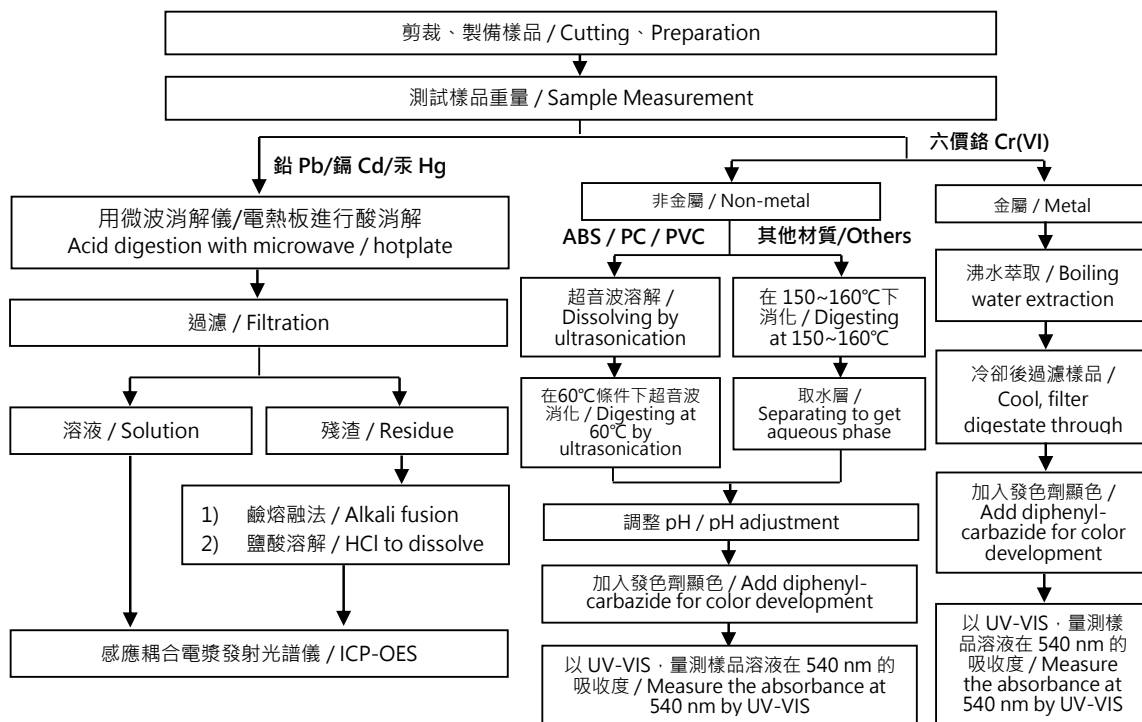 剪裁、製備樣品 / Cutting、Preparation
測試樣品重量 / Sample Measurement
鉛 Pb/鎘 Cd/汞 Hg
六價鉻 Cr(VI)
用微波消解儀/電熱板進行酸消解
Acid digestion with microwave / hotplate
過濾 / Filtration
溶液 / Solution
殘渣 / Residue
1) 鹼熔融法 / Alkali fusion
2) 鹽酸溶解 / HCl to dissolve
感應耦合電漿發射光譜儀 / ICP-OES
非金屬 / Non-metal
ABS / PC / PVC
其他材質/Others
超音波溶解 /
Dissolving by
ultrasonication
在60℃條件下超音波
消化 / Digesting at
60℃ by
ultrasonication
在 150~160℃下
消化 / Digesting
at 150~160℃
取水層 /
Separating to get
aqueous phase
調整 pH / pH adjustment
加入發色劑顯色 / Add diphenyl-
carbazide for color development
以 UV-VIS，量測樣品溶液在 540 nm 的
吸收度 / Measure the absorbance at
540 nm by UV-VIS
金屬 / Metal
沸水萃取 / Boiling
water extraction
冷卻後過濾樣品 /
Cool, filter
digestate through
加入發色劑顯色 /
Add diphenyl-
carbazide for color
development
以 UV-VIS，量測樣
品溶液在 540 nm 的
吸收度 / Measure
the absorbance at
540 nm by UV-VIS